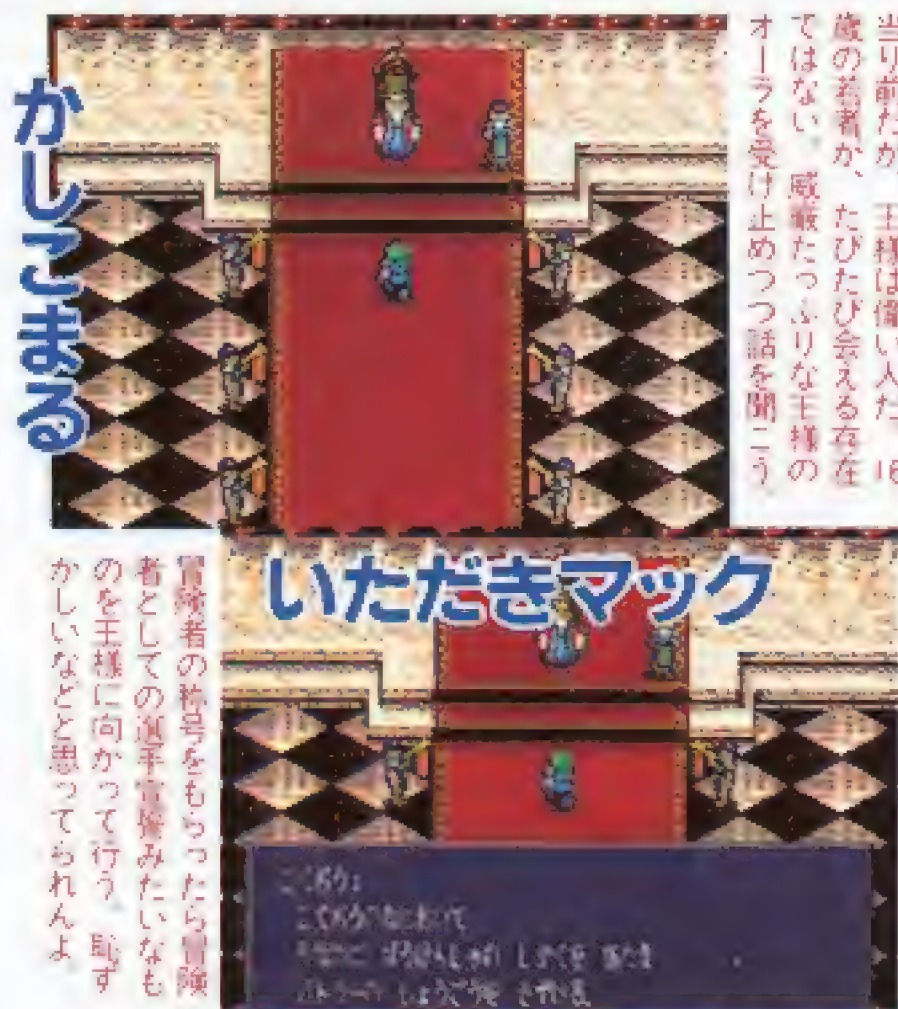 当り前だが、王様は偉い人だ。16
歳の若者が、たびたび会える存在
ではない。威厳たっぷりな王様の
オーラを受け止めつつ話を聞こう
かしこまる
いただきマック
冒険者の称号をもらったら冒険
者としての選手宣誓みたいなも
のを王様に向かって行う。恥ず
かしいなどと思ってられんよ
こくおう: